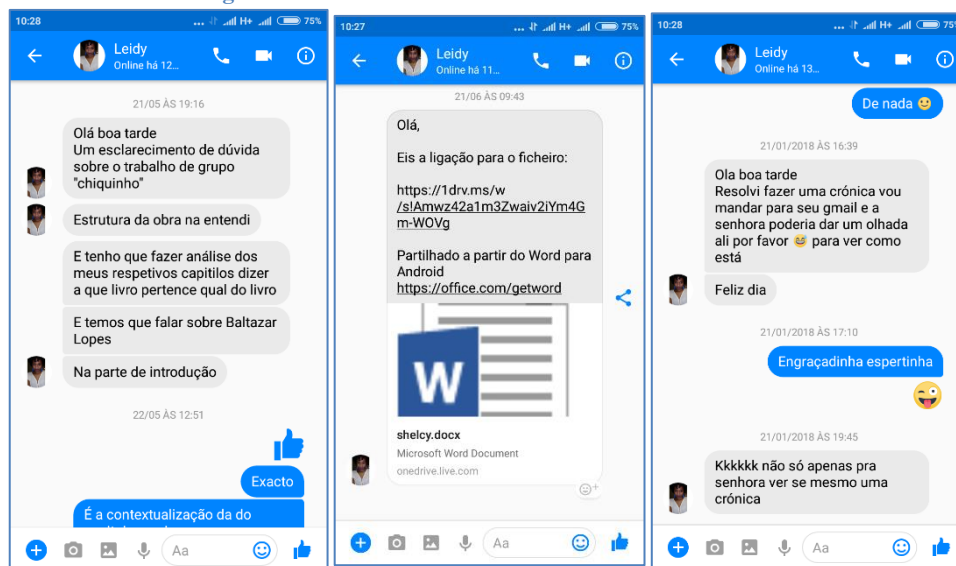 10:28
... H+ 75%
Leidy
Online há 12...
21/05 ÀS 19:16
Olá boa tarde
Um esclarecimento de dúvida
sobre o trabalho de grupo
"chiquinho"
Estrutura da obra na entendi
E tenho que fazer análise dos
meus respetivos capitilos dizer
a que livro pertence qual do livro
E temos que falar sobre Baltazar
Lopes
Na parte de introdução
22/05 ÀS 12:51
Exacto
É a contextualização da do
Aa
10:27
... H+ 75%
Leidy
Online há 11...
21/06 ÀS 09:43
Olá,
Eis a ligação para o ficheiro:
https://1drv.ms/w
/s!Amwz42a1m3Zwaiv2iYm4G
m-WOVg
Partilhado a partir do Word para
Android
https://office.com/getword
W
shelcy.docx
Microsoft Word Document
onedrive.live.com
Aa
10:28
... H+ 75%
Leidy
Online há 13...
De nada
21/01/2018 ÀS 16:39
Ola boa tarde
Resolvi fazer uma crónica vou
mandar para seu gmail e a
senhora poderia dar um olhada
ali por favor 😅 para ver como
está
Feliz dia
21/01/2018 ÀS 17:10
Engraçadinha espertinha
21/01/2018 ÀS 19:45
Kkkkkk não só apenas pra
senhora ver se mesmo uma
crónica
Aa